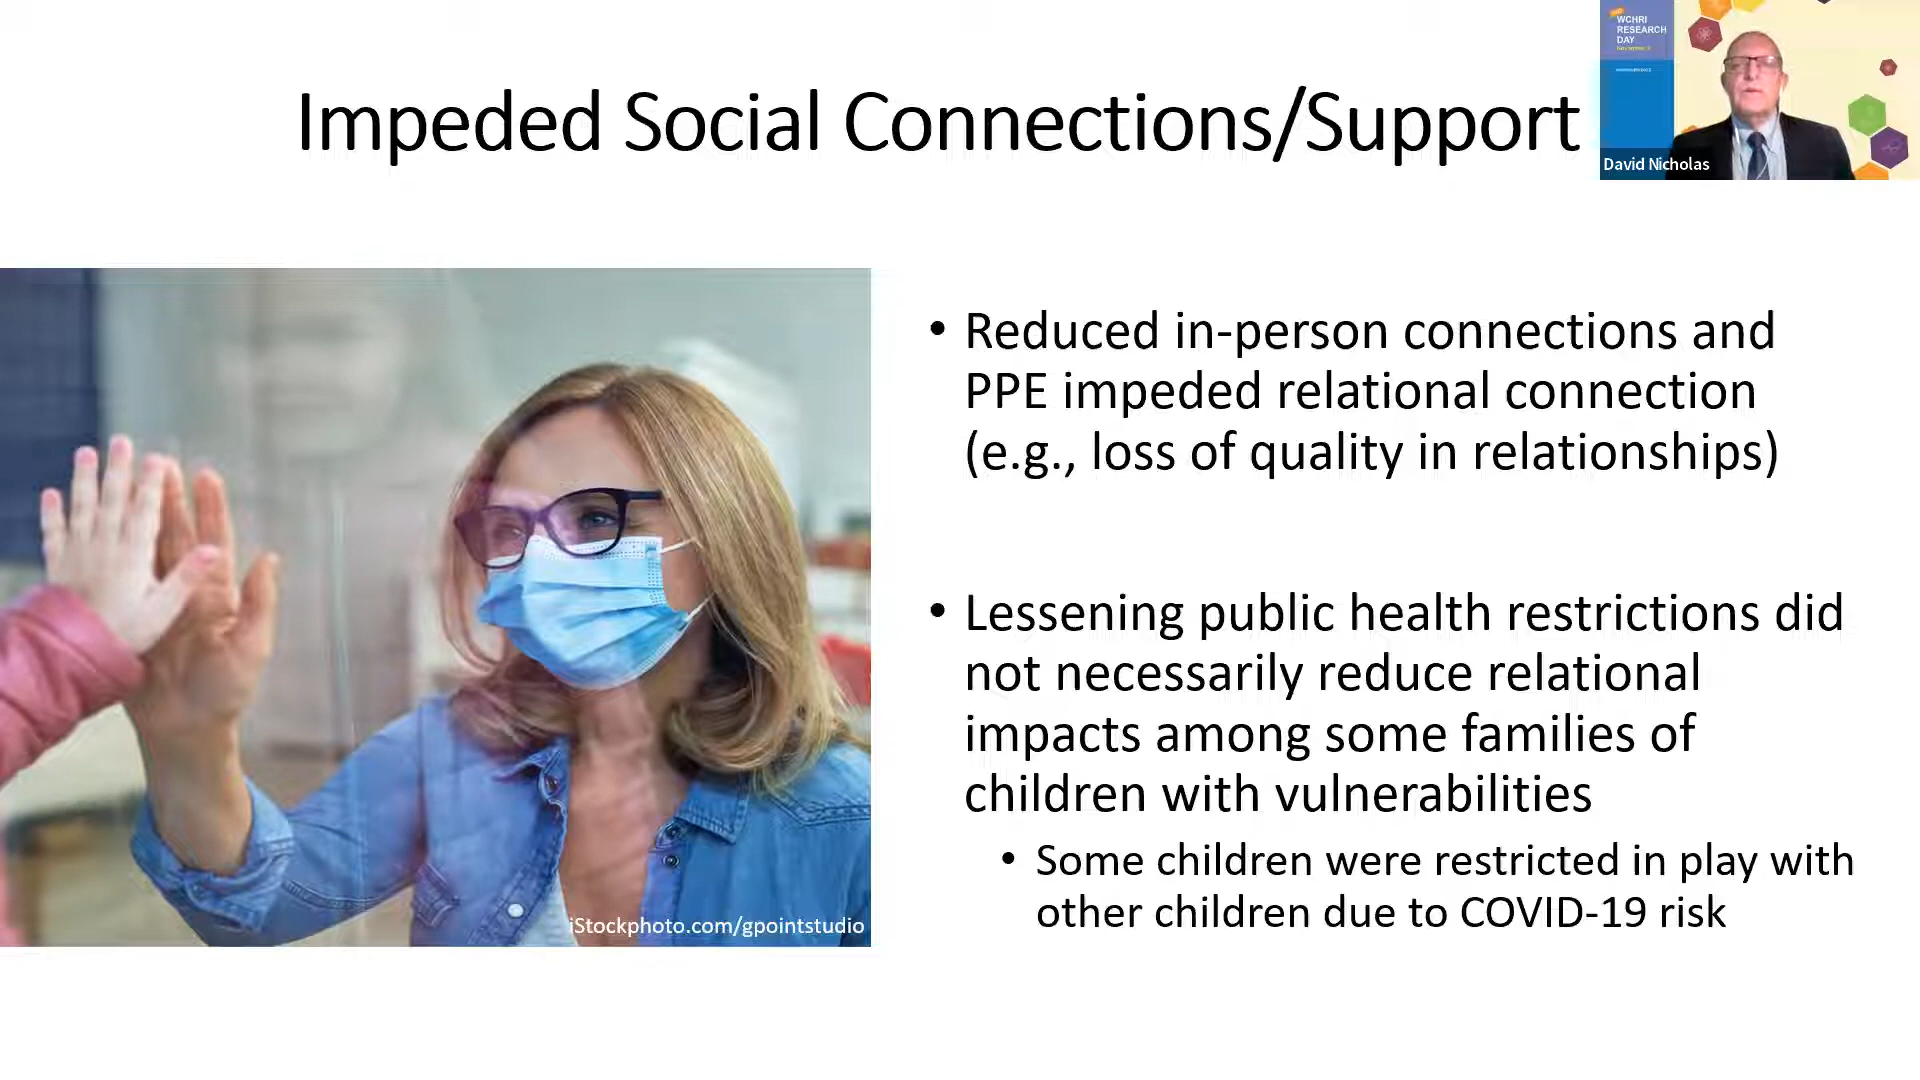 Impeded Social Connections/Support
WCHRI
RESEARCH
DAY
David Nicholas
• Reduced in-person connections and
PPE impeded relational connection
(e.g., loss of quality in relationships)
• Lessening public health restrictions did
not necessarily reduce relational
impacts among some families of
children with vulnerabilities
• Some children were restricted in play with
other children due to COVID-19 risk
iStockphoto.com/gpointstudio